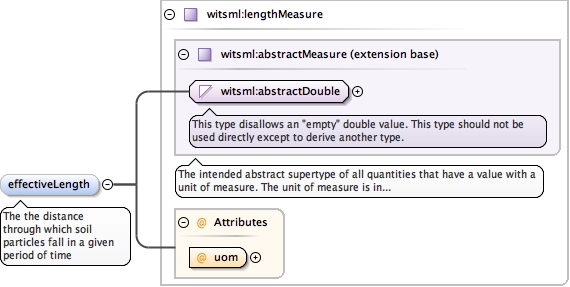 witsml:lengthMeasure
witsml:abstractMeasure (extension base)
witsml:abstractDouble
This type disallows an "empty" double value. This type should not be
used directly except to derive another type.
The intended abstract supertype of all quantities that have a value with a
unit of measure. The unit of measure is in...
effectiveLength
The the distance
through which soil
particles fall in a given
period of time
@ Attributes
@ uom